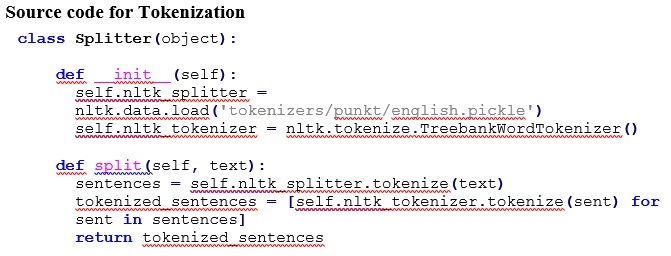 Source code for Tokenization
class Splitter(object):
def __init__(self):
self.nltk_splitter =
nltk.data.load('tokenizers/punkt/english.pickle')
self.nltk_tokenizer = nltk.tokenize.TreebankWordTokenizer()
def split(self, text):
sentences = self.nltk_splitter.tokenize(text)
tokenized_sentences = [self.nltk_tokenizer.tokenize(sent) for
sent in sentences]
return tokenized_sentences